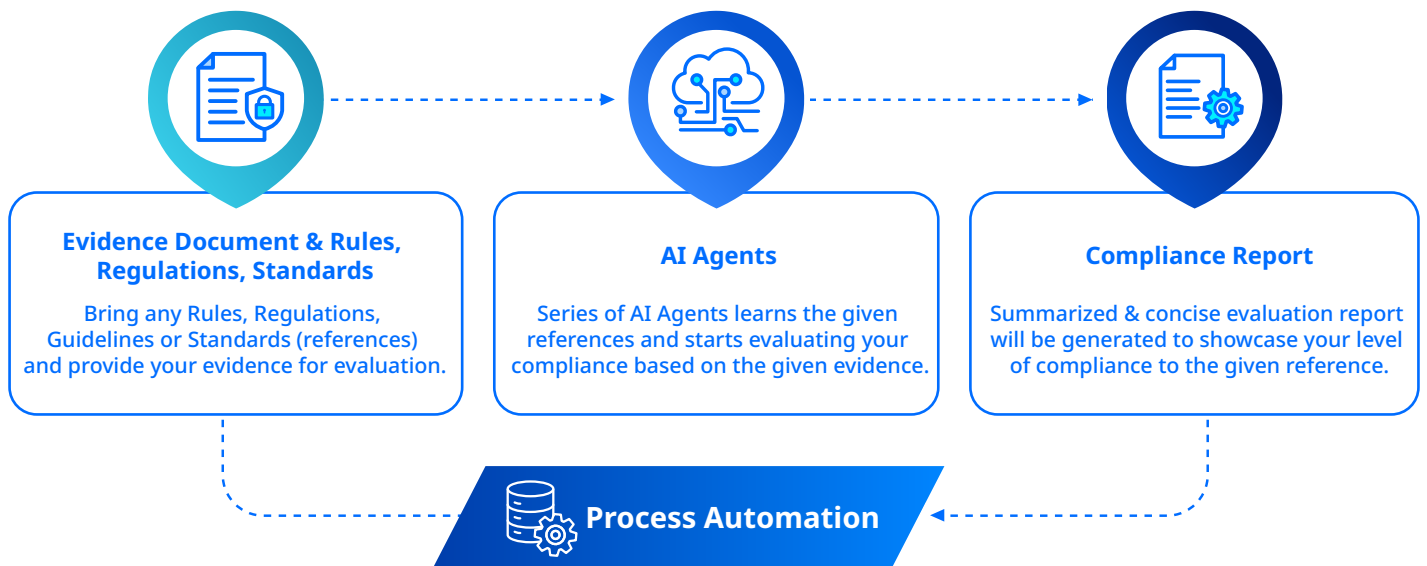 Evidence Document & Rules,
Regulations, Standards
Bring any Rules, Regulations,
Guidelines or Standards (references)
and provide your evidence for evaluation.
AI Agents
Series of AI Agents learns the given
references and starts evaluating your
compliance based on the given evidence.
Compliance Report
Summarized & concise evaluation report
will be generated to showcase your level
of compliance to the given reference.
Process Automation